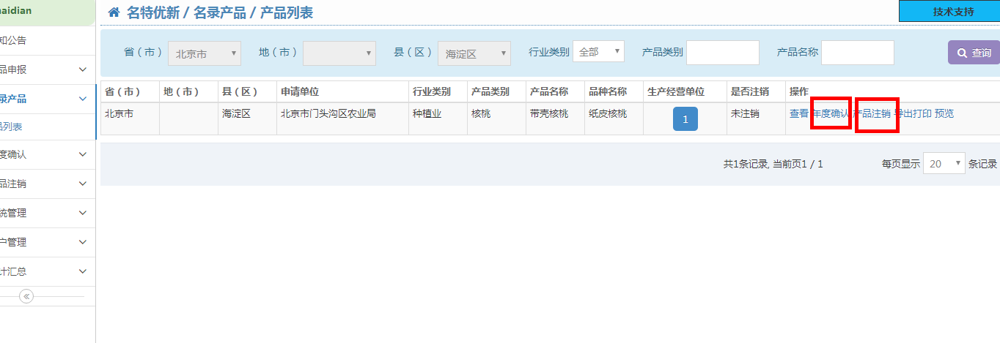 aidian
名特优新 / 名录产品 / 产品列表
技术支持
知公告
品申报
录产品
品列表
度确认
品注销
统管理
户管理
计汇总
省（市） 北京市 地（市） 县（区） 海淀区 行业类别 全部 产品类别 产品名称 查询
省（市） 地（市） 县（区） 申请单位 行业类别 产品类别 产品名称 品种名称 生产经营单位 是否注销 操作
北京市 海淀区 北京市门头沟区农业局 种植业 核桃 带壳核桃 纸皮核桃 1 未注销 查看 年度确认 产品注销 导出打印 预览
共1条记录, 当前页1 / 1 每页显示 20 条记录